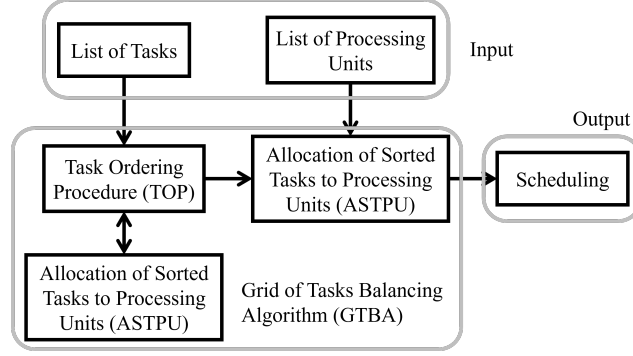 List of Tasks
List of Processing
Units
Input
Output
Task Ordering
Procedure (TOP)
Allocation of Sorted
Tasks to Processing
Units (ASTPU)
Scheduling
Allocation of Sorted
Tasks to Processing
Units (ASTPU)
Grid of Tasks Balancing
Algorithm (GTBA)